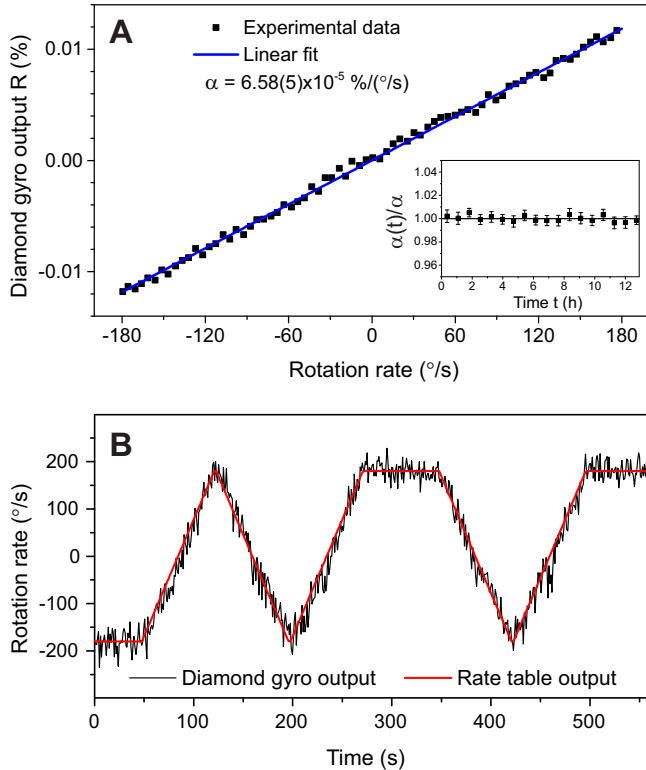 A
Experimental data
Linear fit
α = 6.58(5)x10⁻⁵ %/(°/s)
Diamond gyro output R (%)
0.01
0.00
-0.01
-180 -120 -60 0 60 120 180
Rotation rate (°/s)
α(t)/α
1.04
1.02
1.00
0.98
0.96
0 2 4 6 8 10 12
Time t (h)
B
Rotation rate (°/s)
200
100
0
-100
-200
Diamond gyro output Rate table output
0 100 200 300 400 500
Time (s)